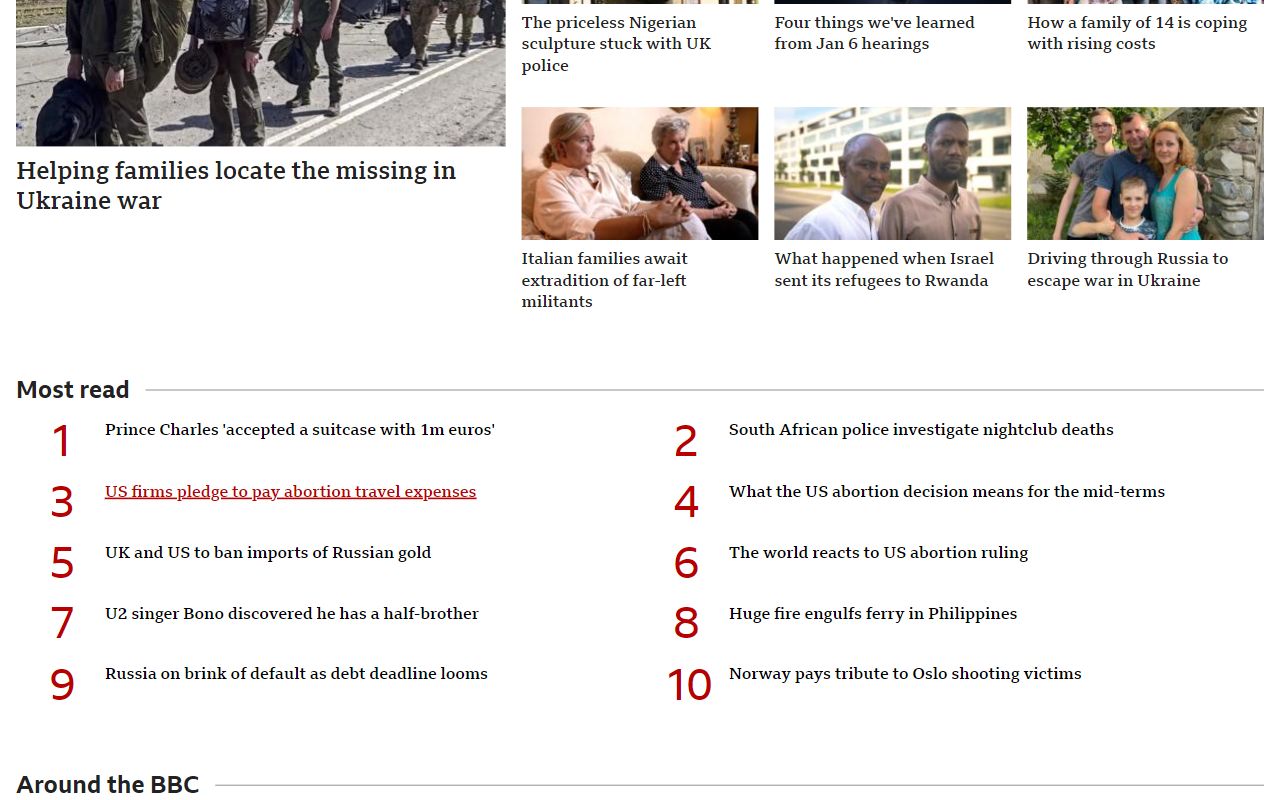 The priceless Nigerian
sculpture stuck with UK
police
Four things we've learned
from Jan 6 hearings
How a family of 14 is coping
with rising costs
Helping families locate the missing in
Ukraine war
Italian families await
extradition of far-left
militants
What happened when Israel
sent its refugees to Rwanda
Driving through Russia to
escape war in Ukraine
Most read
1 Prince Charles 'accepted a suitcase with 1m euros'
2 South African police investigate nightclub deaths
3 US firms pledge to pay abortion travel expenses
4 What the US abortion decision means for the mid-terms
5 UK and US to ban imports of Russian gold
6 The world reacts to US abortion ruling
7 U2 singer Bono discovered he has a half-brother
8 Huge fire engulfs ferry in Philippines
9 Russia on brink of default as debt deadline looms
10 Norway pays tribute to Oslo shooting victims
Around the BBC